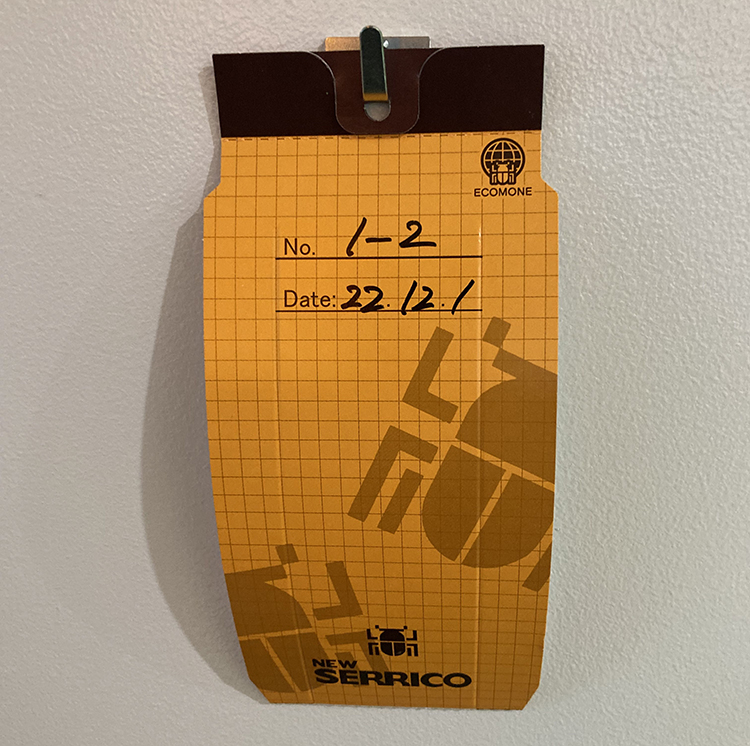 ECOMONE
No. 1-2
Date: 22.12.1
NEW
SERRICO